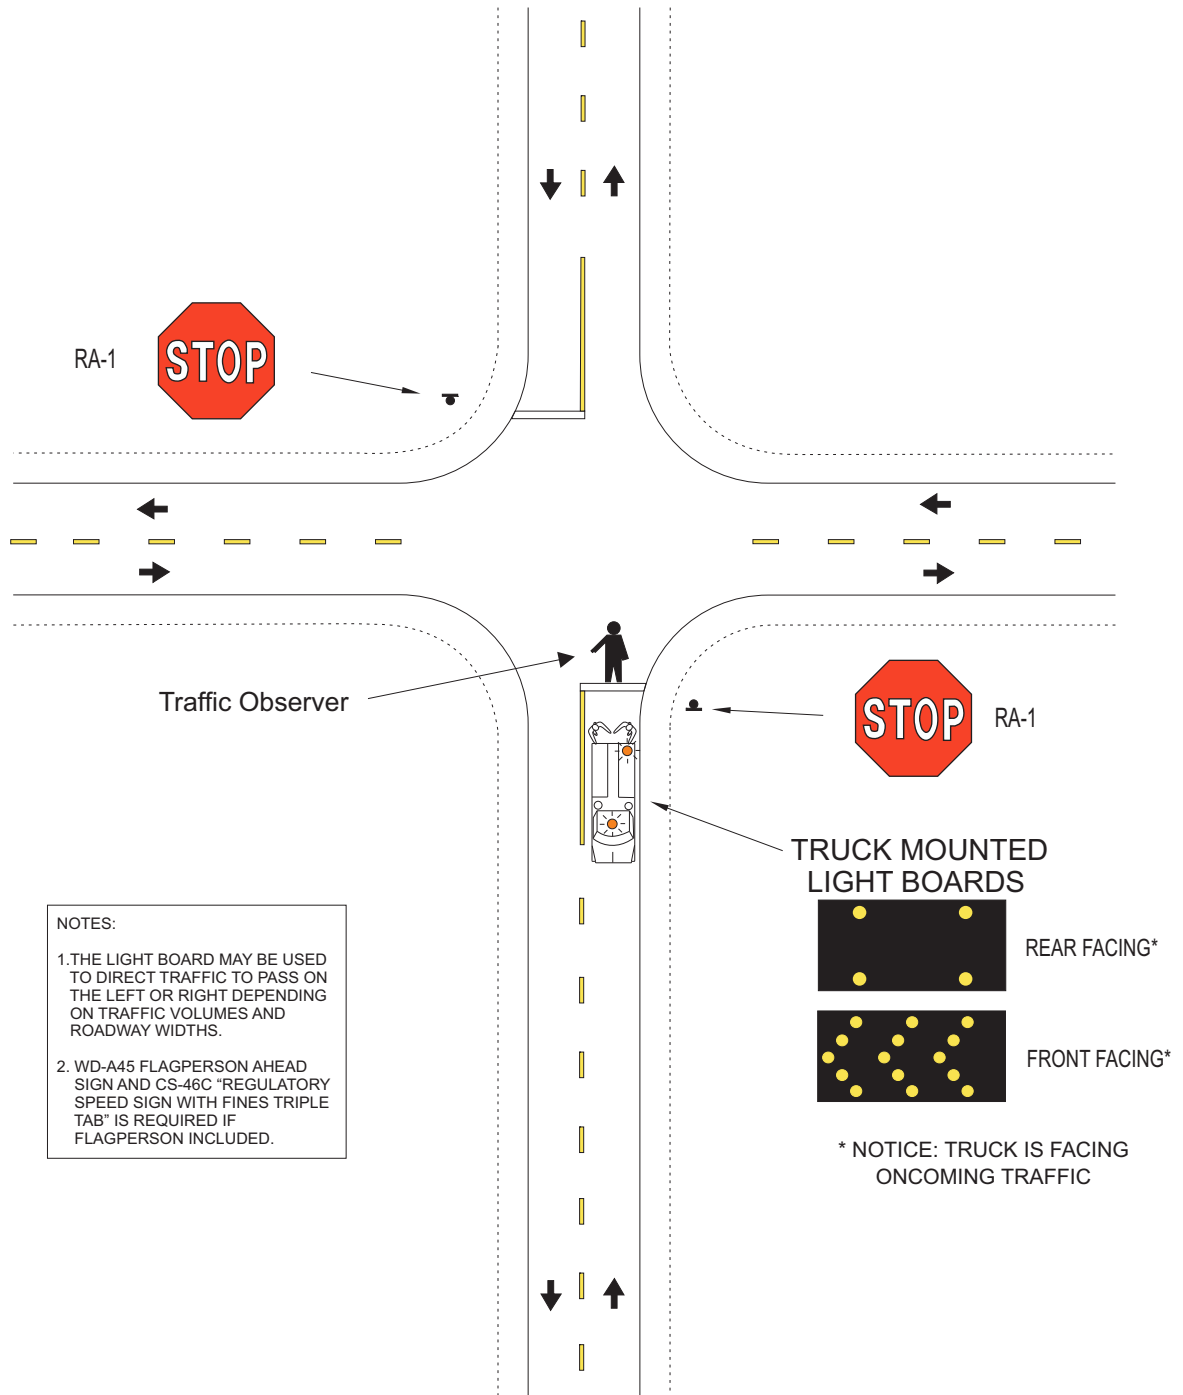 RA-1
STOP
Traffic Observer
STOP
RA-1
TRUCK MOUNTED
LIGHT BOARDS
REAR FACING*
FRONT FACING*
* NOTICE: TRUCK IS FACING
ONCOMING TRAFFIC
NOTES:
1.THE LIGHT BOARD MAY BE USED
TO DIRECT TRAFFIC TO PASS ON
THE LEFT OR RIGHT DEPENDING
ON TRAFFIC VOLUMES AND
ROADWAY WIDTHS.
2. WD-A45 FLAGPERSON AHEAD
SIGN AND CS-46C “REGULATORY
SPEED SIGN WITH FINES TRIPLE
TAB” IS REQUIRED IF
FLAGPERSON INCLUDED.